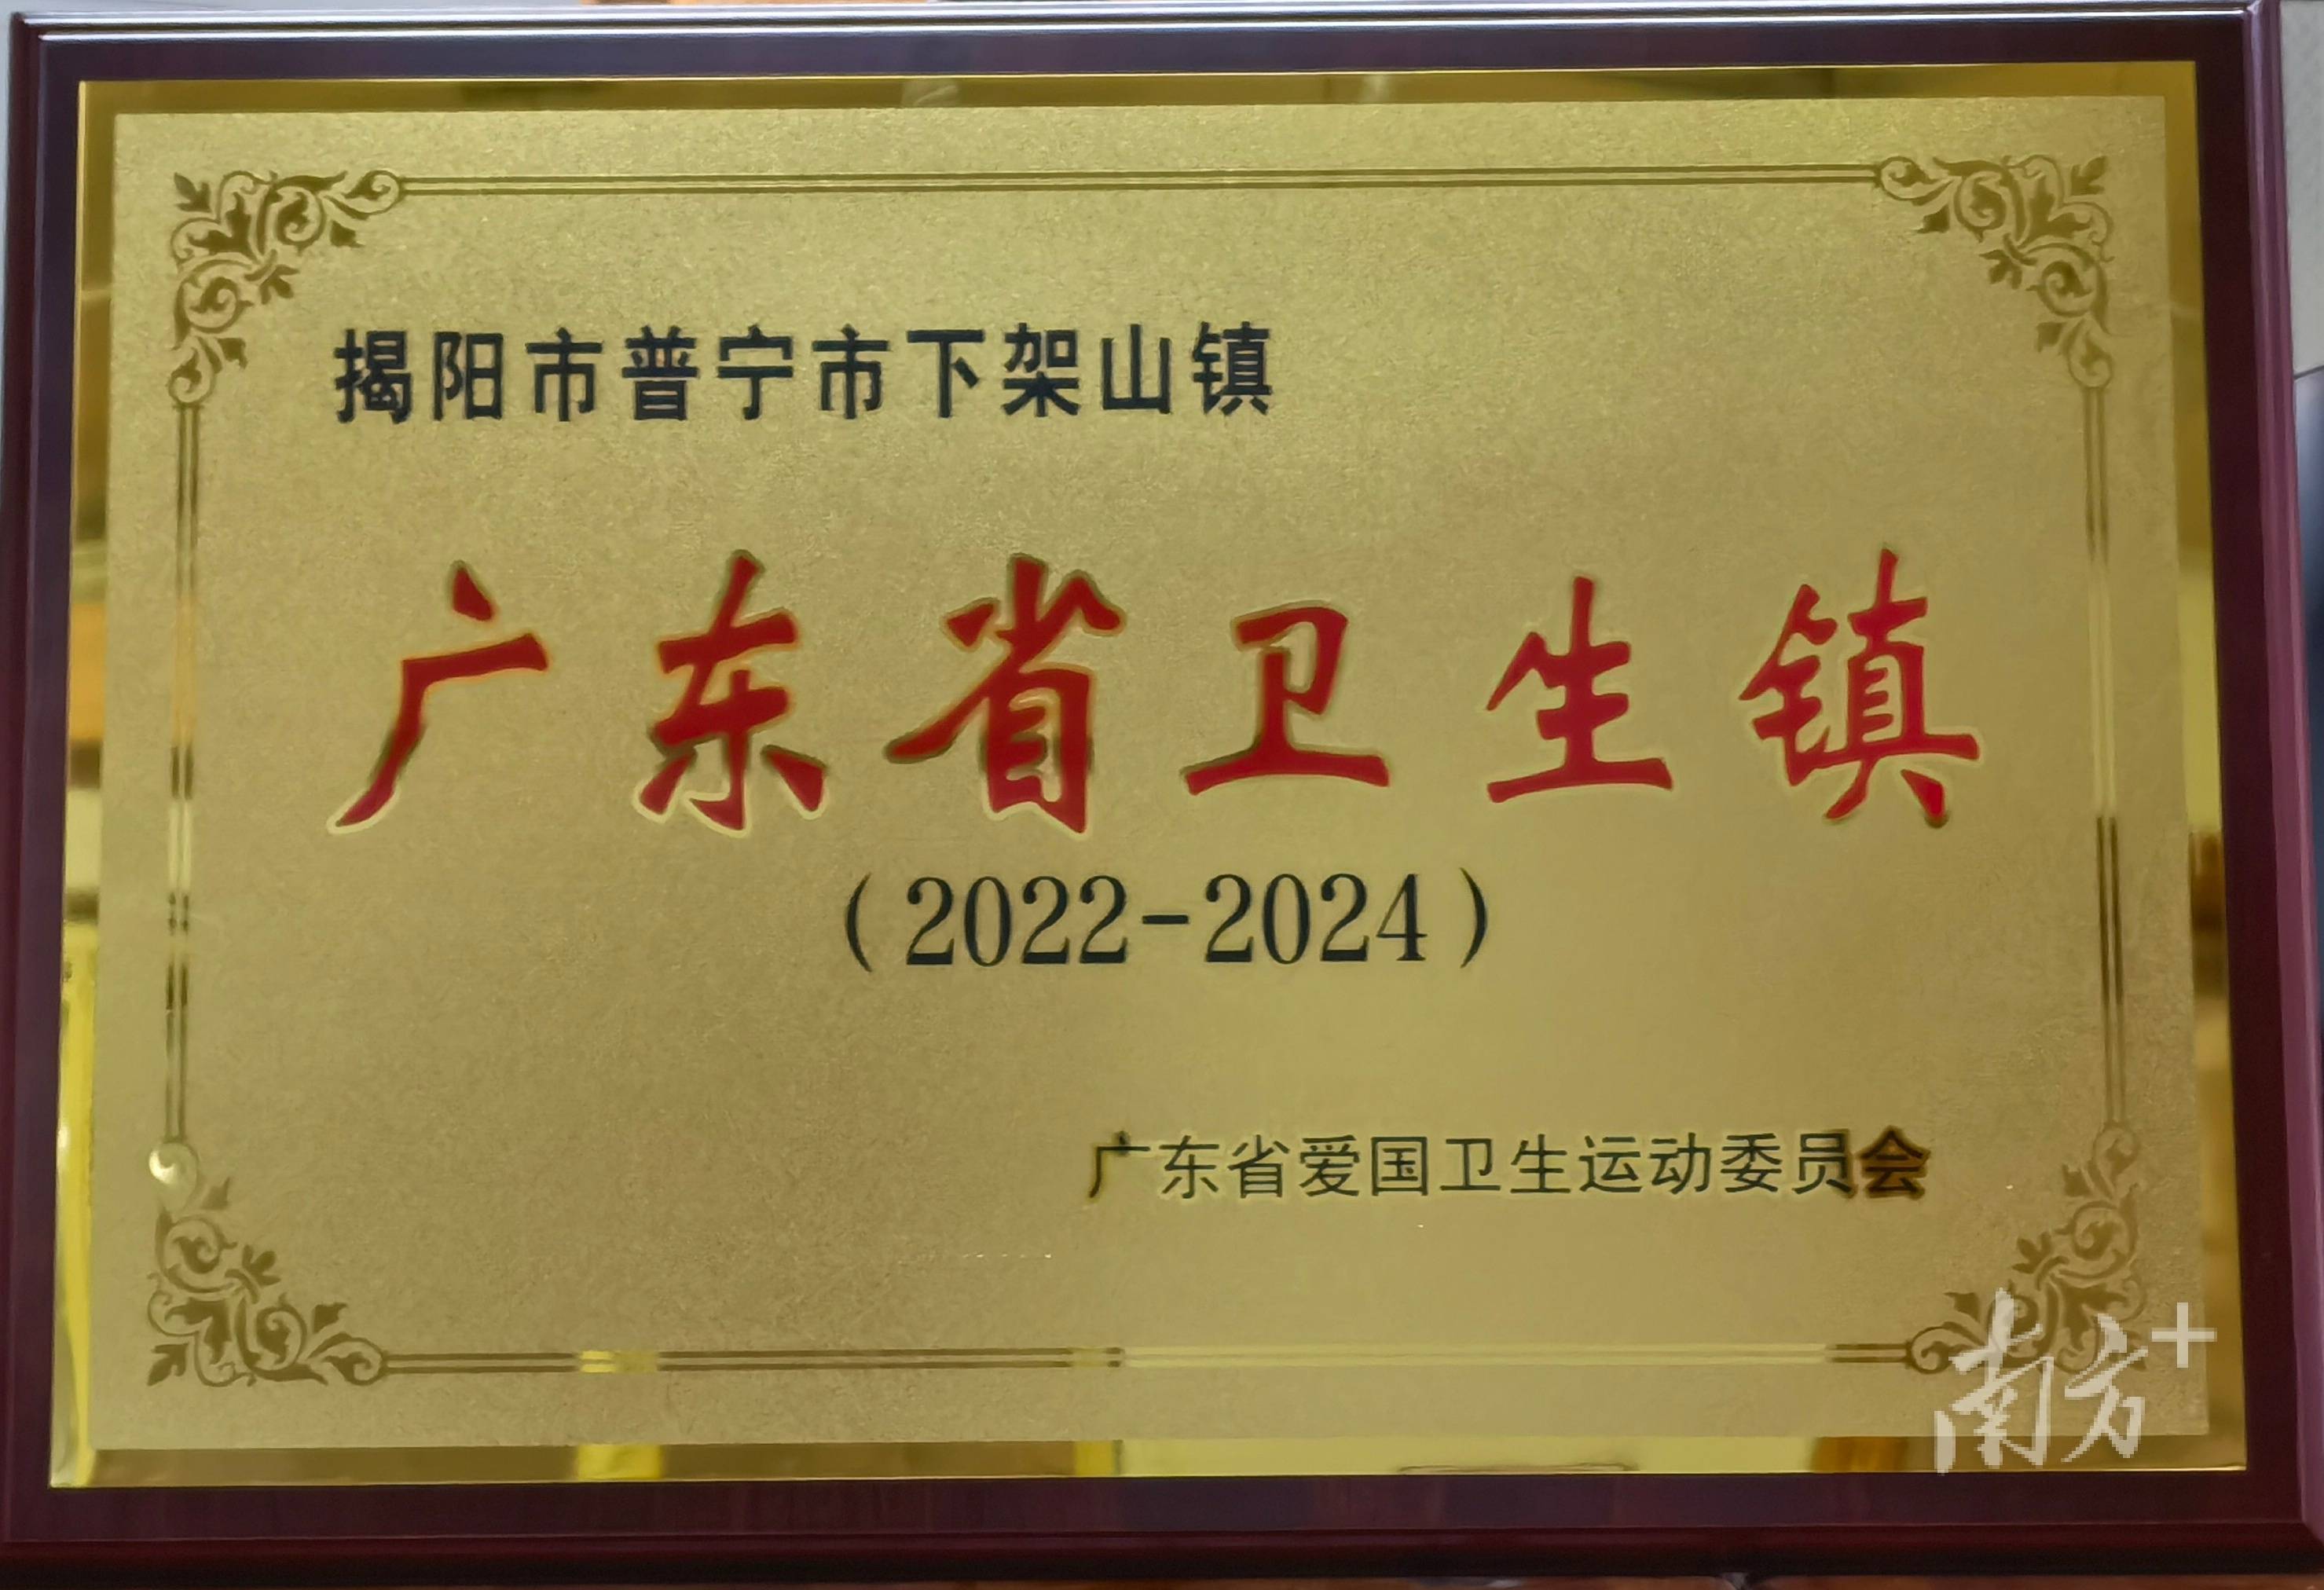 揭阳市普宁市下架山镇
广东省卫生镇
（2022-2024）
广东省爱国卫生运动委员会
南方+